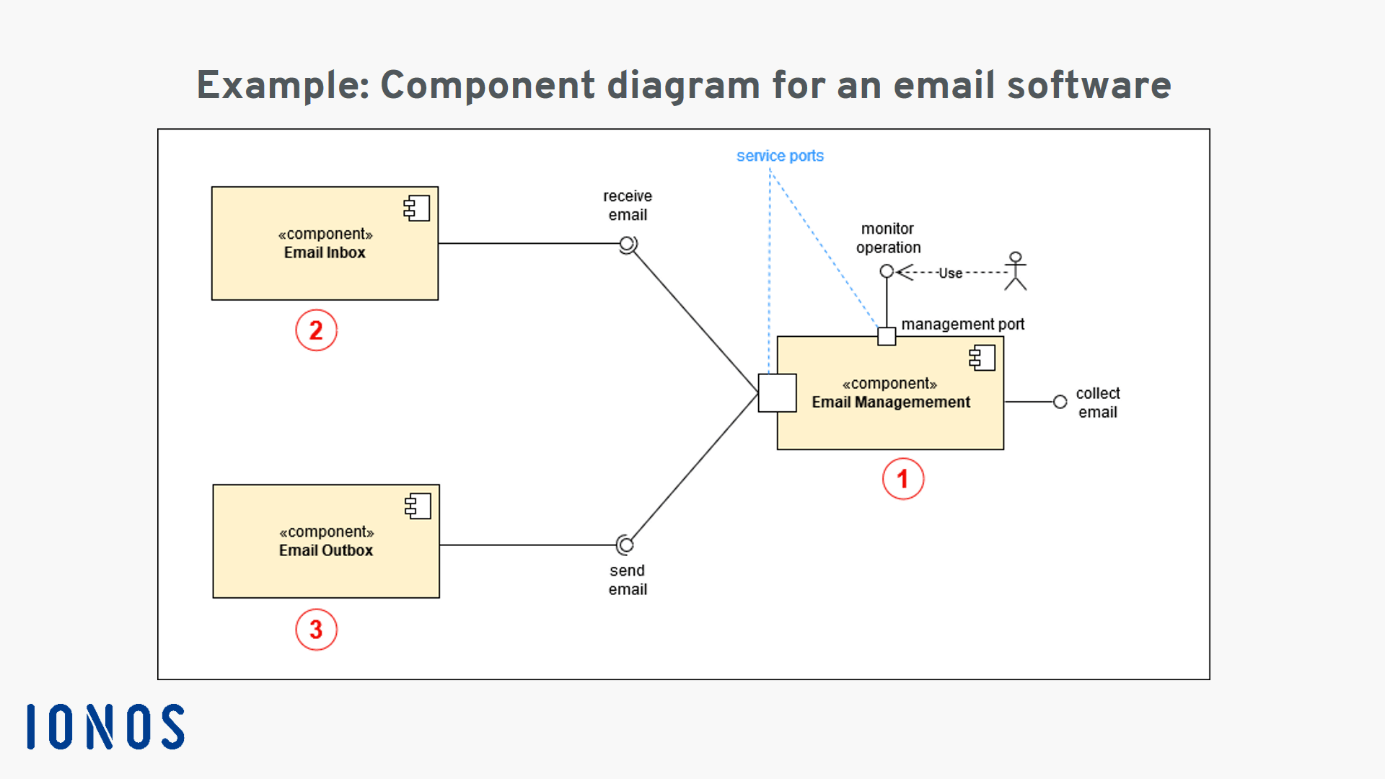 Example: Component diagram for an email software
service ports
receive
email
«component»
Email Inbox
2
monitor
operation
Use
management port
«component»
Email Managemement
collect
email
1
«component»
Email Outbox
send
email
3
IONOS